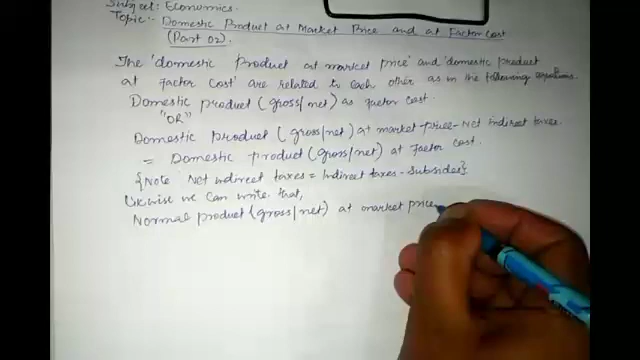 Subject: Economics.
Topic:- Domestic Product at Market Price and at Factor Cost
(Part 02).
The 'domestic Product at market price' and 'domestic product
at Factor Cost' are related to each other as in the following equations.
Domestic product (gross/net) as factor cost.
"OR"
Domestic product (gross/net) at market price - Net indirect taxes.
= Domestic product (gross/net) at factor cost.
{Note: Net indirect taxes = Indirect taxes - Subsidies}.
Likewise we can write that,
Normal product (gross/net) at market price